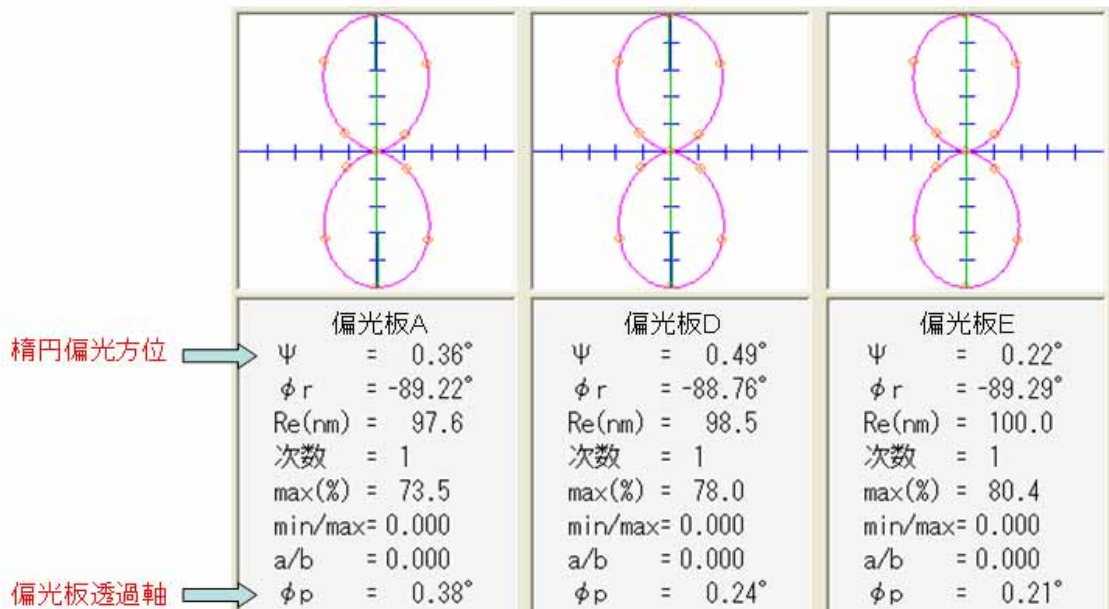 偏光板A
楕円偏光方位
Ψ = 0.36°
φr = -89.22°
Re(nm) = 97.6
次数 = 1
max(%) = 73.5
min/max= 0.000
a/b = 0.000
偏光板透過軸
φp = 0.38°
偏光板D
Ψ = 0.49°
φr = -88.76°
Re(nm) = 98.5
次数 = 1
max(%) = 78.0
min/max= 0.000
a/b = 0.000
φp = 0.24°
偏光板E
Ψ = 0.22°
φr = -89.29°
Re(nm) = 100.0
次数 = 1
max(%) = 80.4
min/max= 0.000
a/b = 0.000
φp = 0.21°